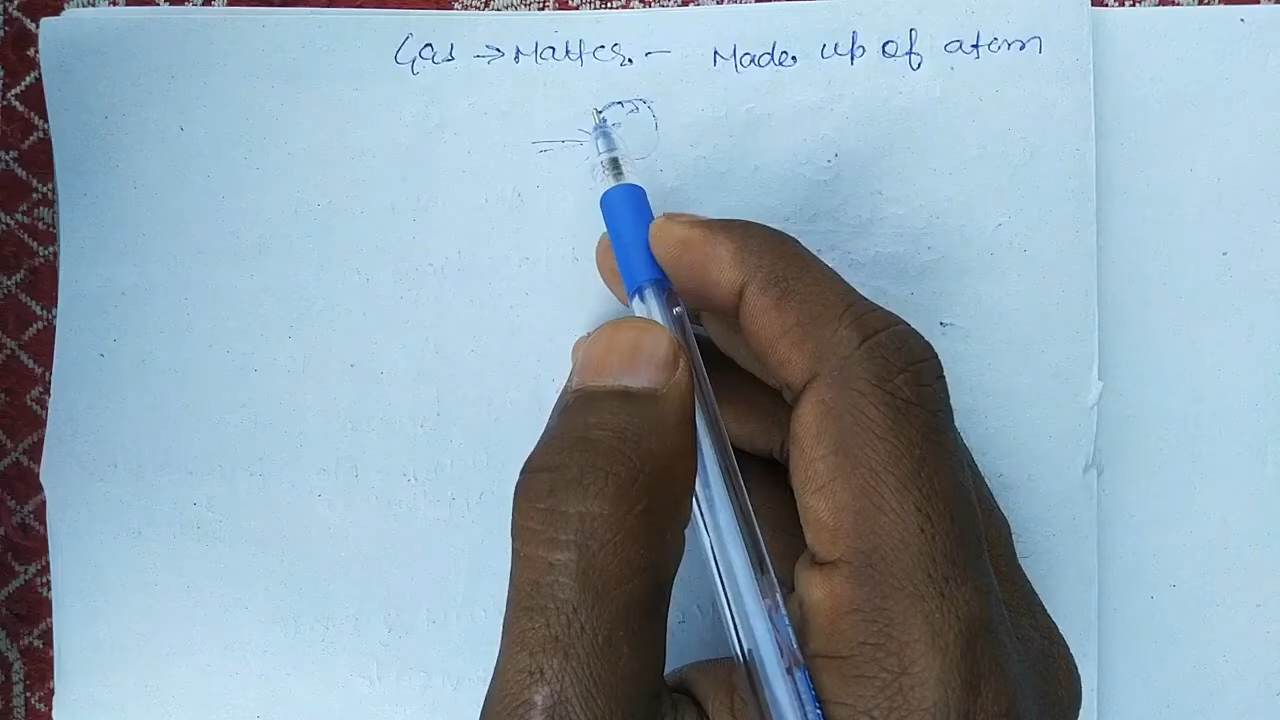 Gas → Matter - Made up of atom